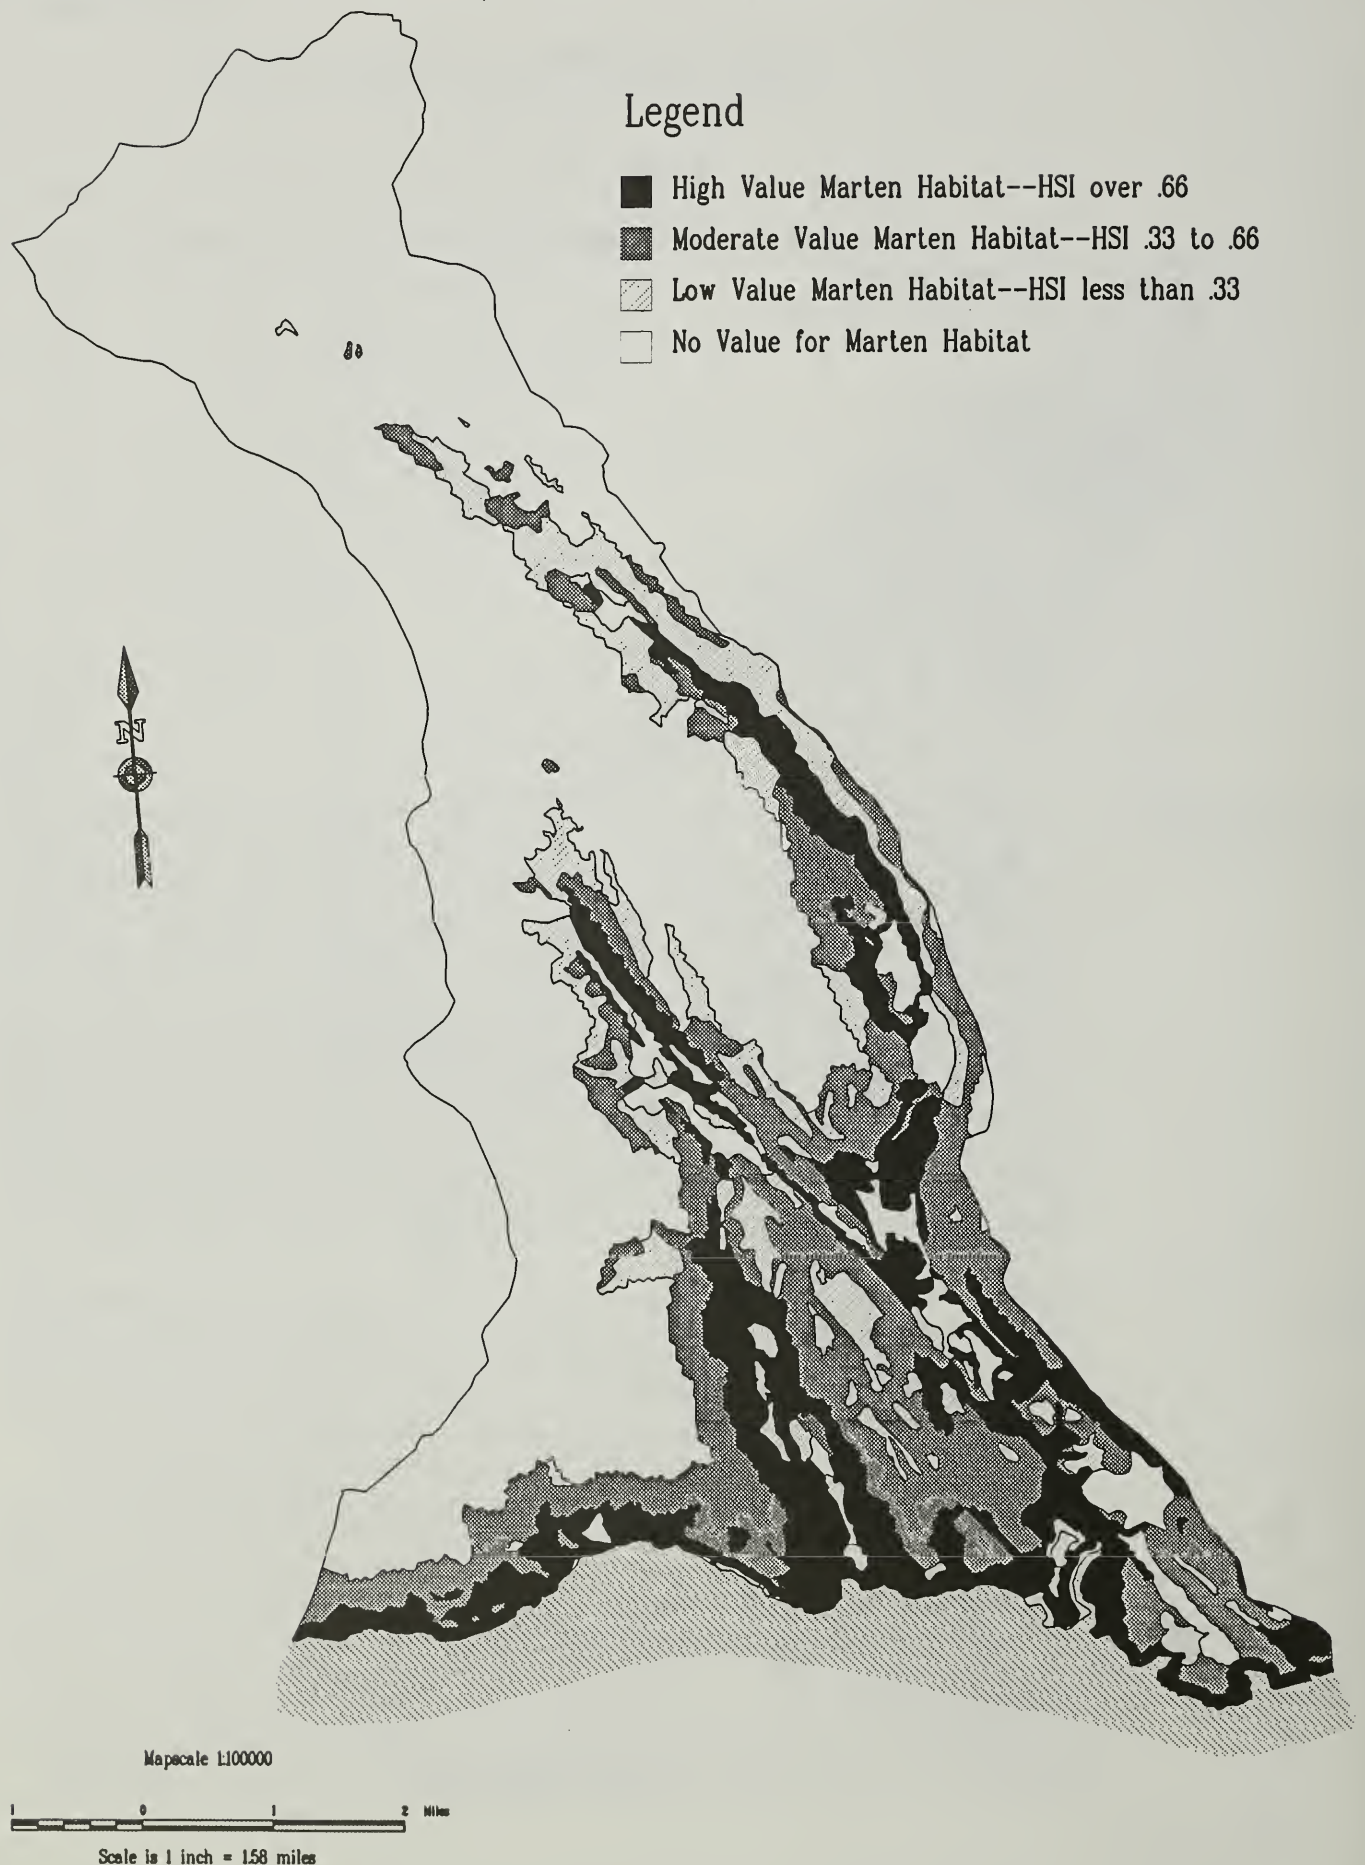 Legend
High Value Marten Habitat--HSI over .66
Moderate Value Marten Habitat--HSI .33 to .66
Low Value Marten Habitat--HSI less than .33
No Value for Marten Habitat
N
Mapscale 1:100000
1 0 1 2 Miles
Scale is 1 inch = 1.58 miles